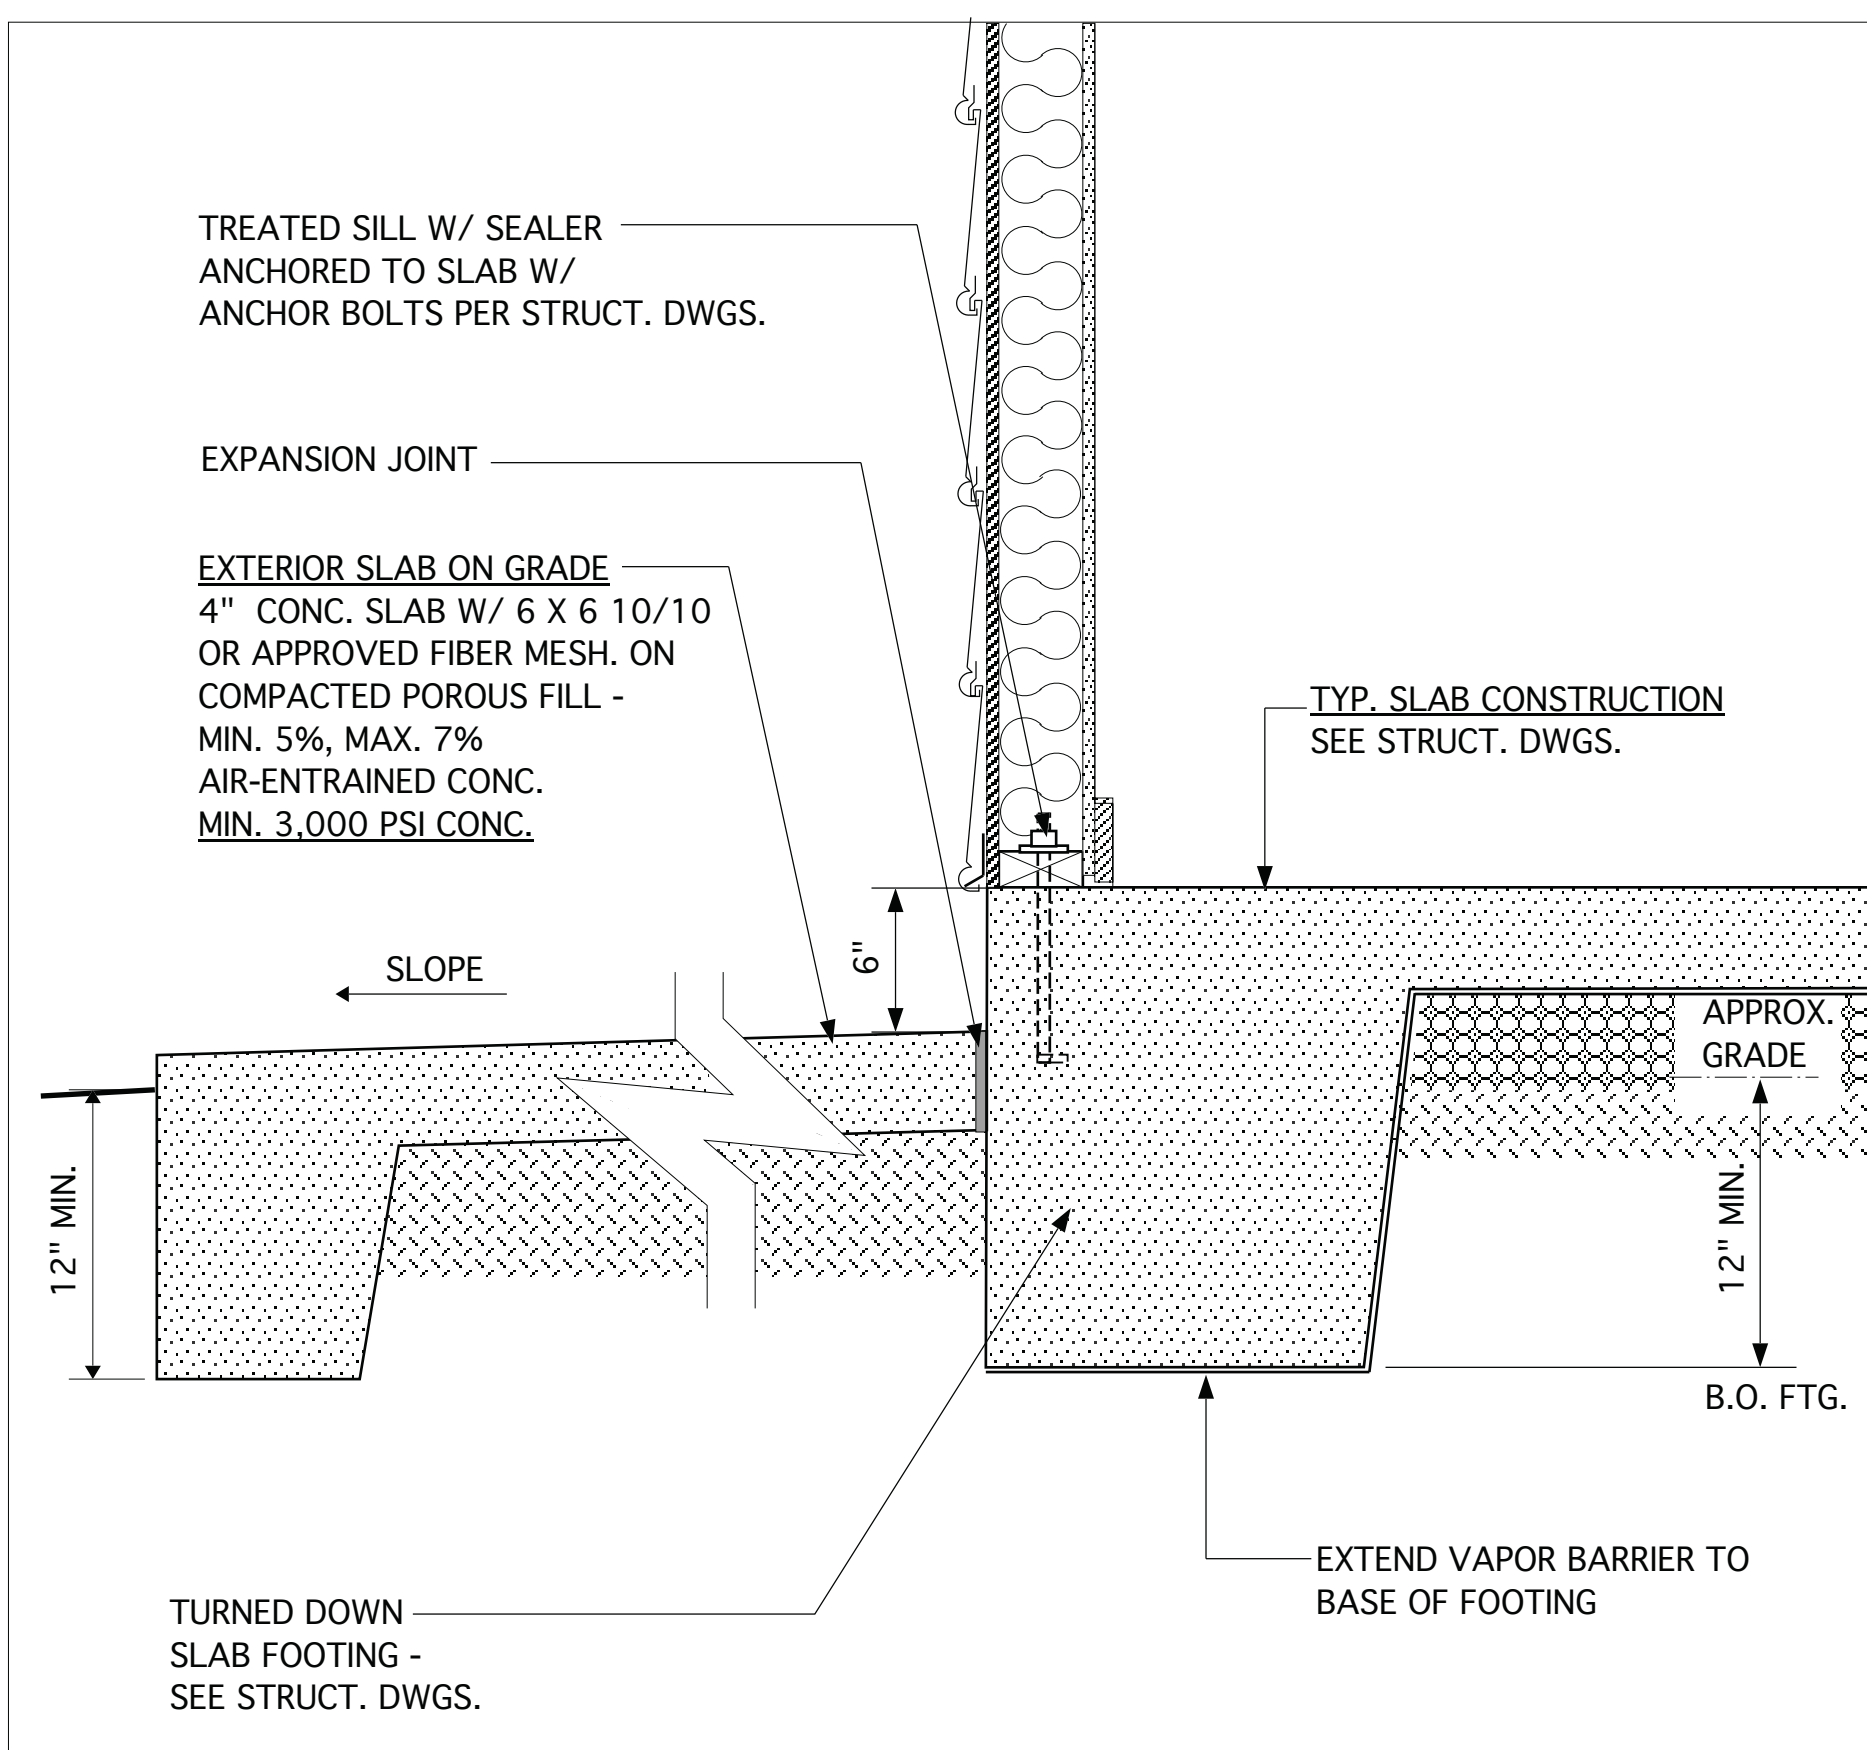 TREATED SILL W/ SEALER
ANCHORED TO SLAB W/
ANCHOR BOLTS PER STRUCT. DWGS.
EXPANSION JOINT
EXTERIOR SLAB ON GRADE
4" CONC. SLAB W/ 6 X 6 10/10
OR APPROVED FIBER MESH. ON
COMPACTED POROUS FILL -
MIN. 5%, MAX. 7%
AIR-ENTRAINED CONC.
MIN. 3,000 PSI CONC.
TYP. SLAB CONSTRUCTION
SEE STRUCT. DWGS.
6"
SLOPE
APPROX.
GRADE
12" MIN.
12" MIN.
B.O. FTG.
EXTEND VAPOR BARRIER TO
BASE OF FOOTING
TURNED DOWN
SLAB FOOTING -
SEE STRUCT. DWGS.